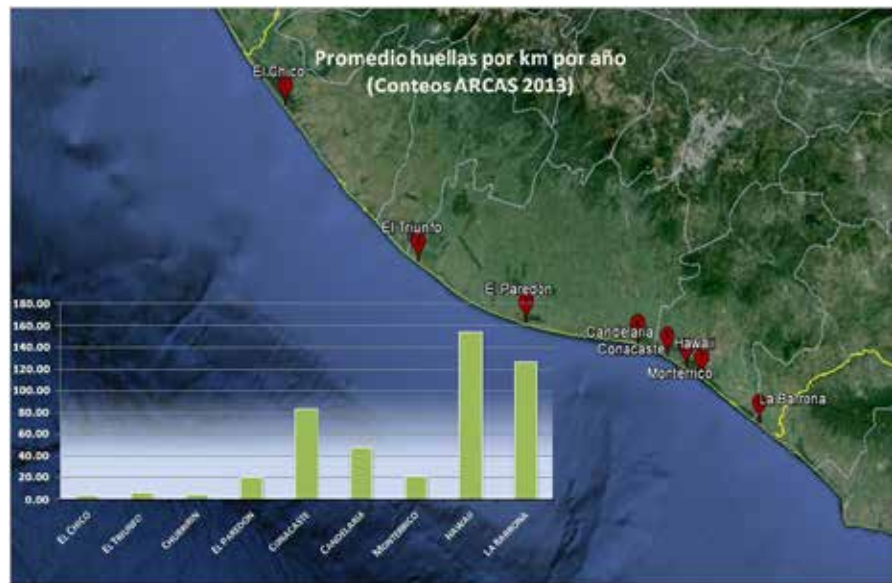 Promedio huellas por km por año
(Conteos ARCAS 2013)
El Chico
El Triunfo
El Paredón
Candelaria
Conacaste
Hawaii
Monterrico
La Barrona
180.00
160.00
140.00
120.00
100.00
80.00
60.00
40.00
20.00
0.00
EL CHICO
EL TRIUNFO
CHURIRIN
EL PAREDON
CONACASTE
CANDELARIA
MONTERRICO
HAWAII
LA BARRONA